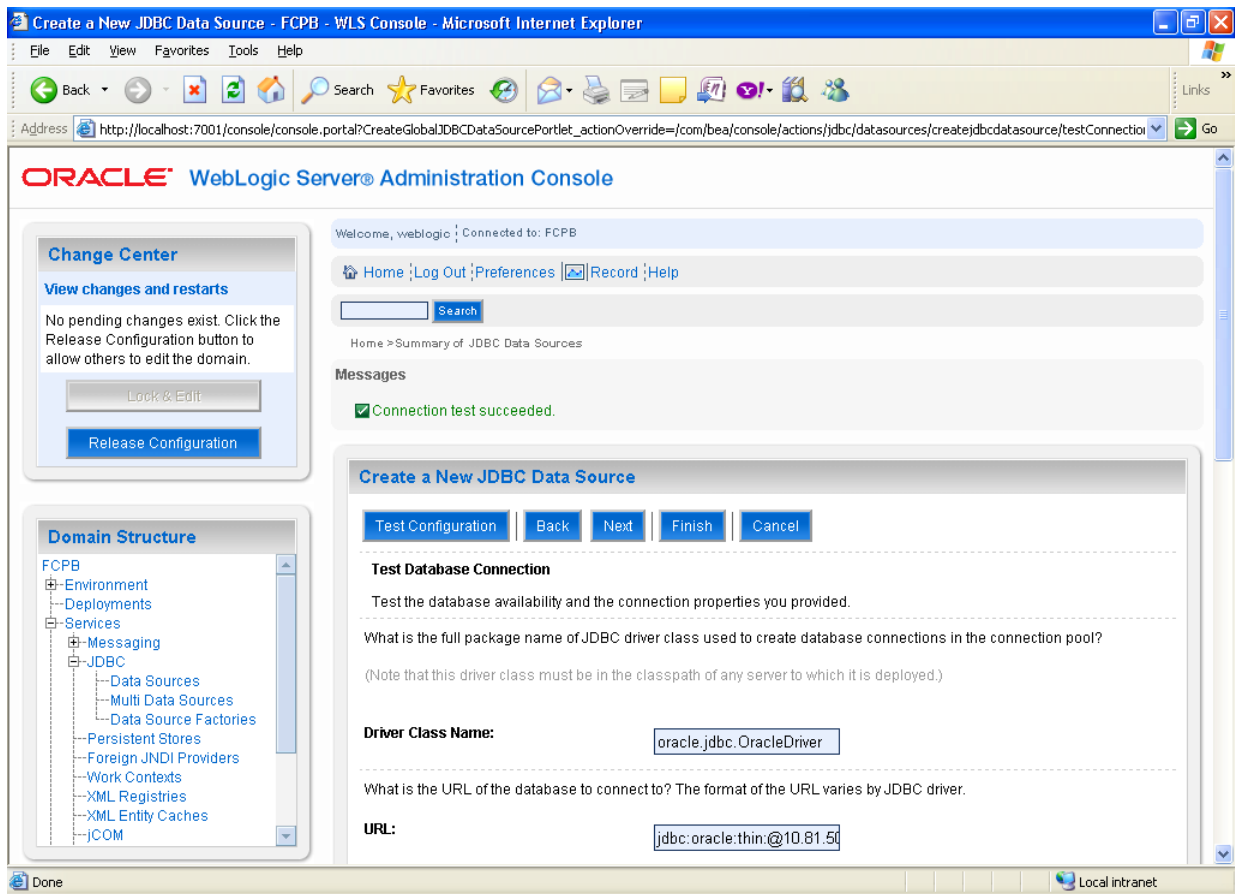 Create a New JDBC Data Source - FCPB - WLS Console - Microsoft Internet Explorer
File Edit View Favorites Tools Help
Back Search Favorites Links
Address http://localhost:7001/console/console.portal?CreateGlobalJDBCDataSourcePortlet_actionOverride=/com/bea/console/actions/jdbc/datasources/createjdbcdatasource/testConnection Go
ORACLE WebLogic Server® Administration Console
Welcome, weblogic Connected to: FCPB
Change Center
Home Log Out Preferences Record Help
View changes and restarts
No pending changes exist. Click the
Release Configuration button to
allow others to edit the domain.
Search
Home >Summary of JDBC Data Sources
Messages
Lock & Edit
Connection test succeeded.
Release Configuration
Create a New JDBC Data Source
Test Configuration Back Next Finish Cancel
Domain Structure
FCPB
Environment
Deployments
Services
Messaging
JDBC
Data Sources
Multi Data Sources
Data Source Factories
Persistent Stores
Foreign JNDI Providers
Work Contexts
XML Registries
XML Entity Caches
jCOM
Test Database Connection
Test the database availability and the connection properties you provided.
What is the full package name of JDBC driver class used to create database connections in the connection pool?
(Note that this driver class must be in the classpath of any server to which it is deployed.)
Driver Class Name: oracle.jdbc.OracleDriver
What is the URL of the database to connect to? The format of the URL varies by JDBC driver.
URL: jdbc:oracle:thin:@10.81.50
Done Local intranet